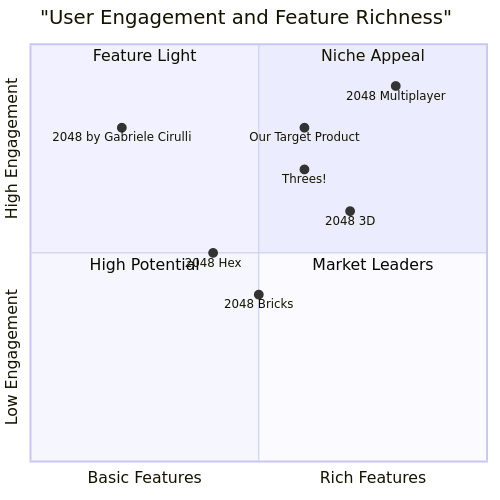 "User Engagement and Feature Richness"
Feature Light
Niche Appeal
2048 Multiplayer
2048 by Gabriele Cirulli
Our Target Product
Threes!
2048 3D
High Potential
2048 Hex
Market Leaders
2048 Bricks
High Engagement
Low Engagement
Basic Features
Rich Features